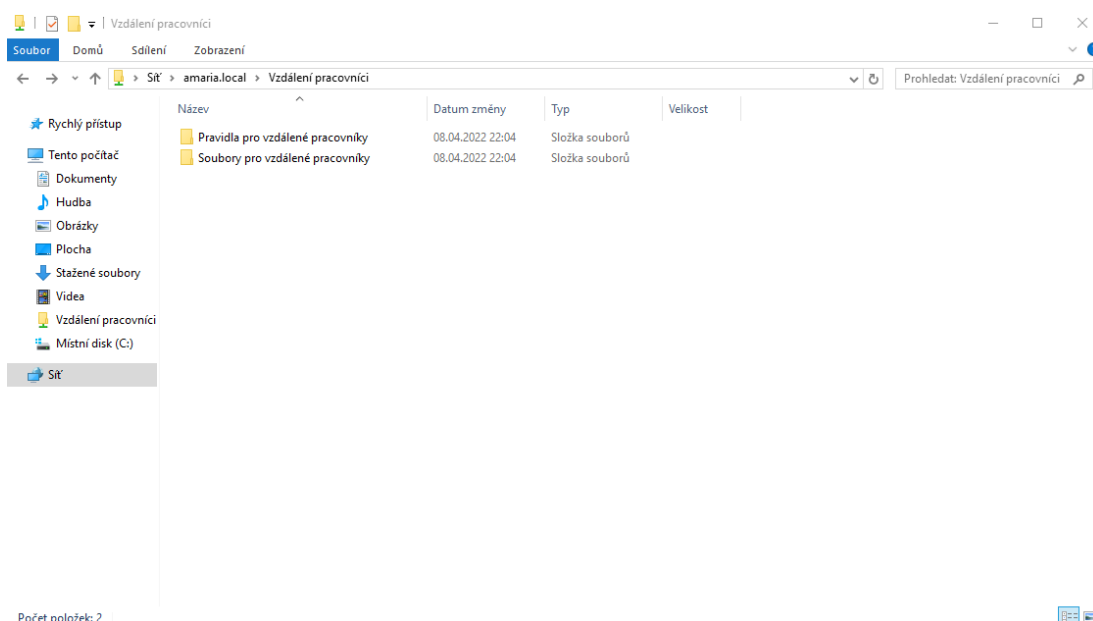 Vzdálení pracovníci
Soubor Domů Sdílení Zobrazení
Síť › amaria.local › Vzdálení pracovníci
Prohledat: Vzdálení pracovníci
Název Datum změny Typ Velikost
Rychlý přístup
Tento počítač
Dokumenty
Hudba
Obrázky
Plocha
Stažené soubory
Videa
Vzdálení pracovníci
Místní disk (C:)
Síť
Pravidla pro vzdálené pracovníky 08.04.2022 22:04 Složka souborů
Soubory pro vzdálené pracovníky 08.04.2022 22:04 Složka souborů
Počet položek: 2